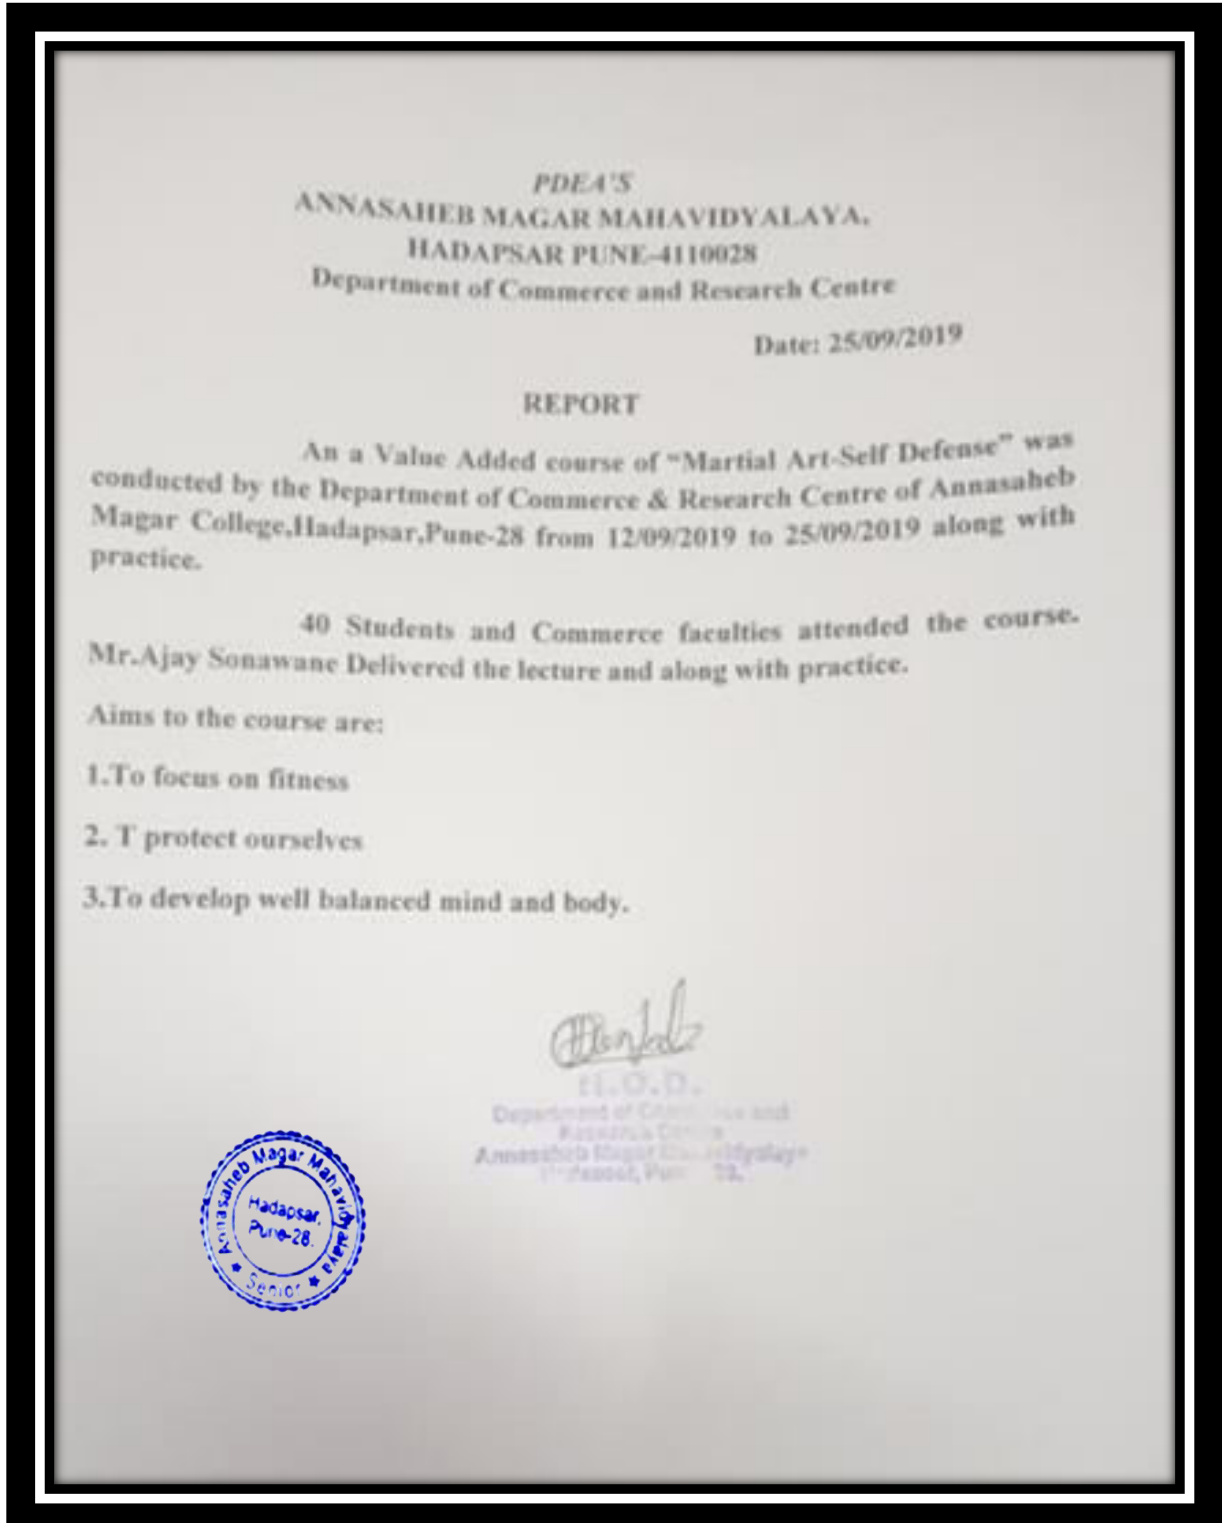 PDEA'S
ANNASAHEB MAGAR MAHAVIDYALAYA,
HADAPSAR PUNE-4110028
Department of Commerce and Research Centre
Date: 25/09/2019
REPORT
An a Value Added course of “Martial Art-Self Defense” was
conducted by the Department of Commerce & Research Centre of Annasaheb
Magar College,Hadapsar,Pune-28 from 12/09/2019 to 25/09/2019 along with
practice.
40 Students and Commerce faculties attended the course.
Mr.Ajay Sonawane Delivered the lecture and along with practice.
Aims to the course are:
1.To focus on fitness
2. T protect ourselves
3.To develop well balanced mind and body.
H.O.D.
Department of and
Annasaheb Magar
Annasaheb Magar Mahavidyalaya
Hadapsar,
Pune-28.
★ Senior ★